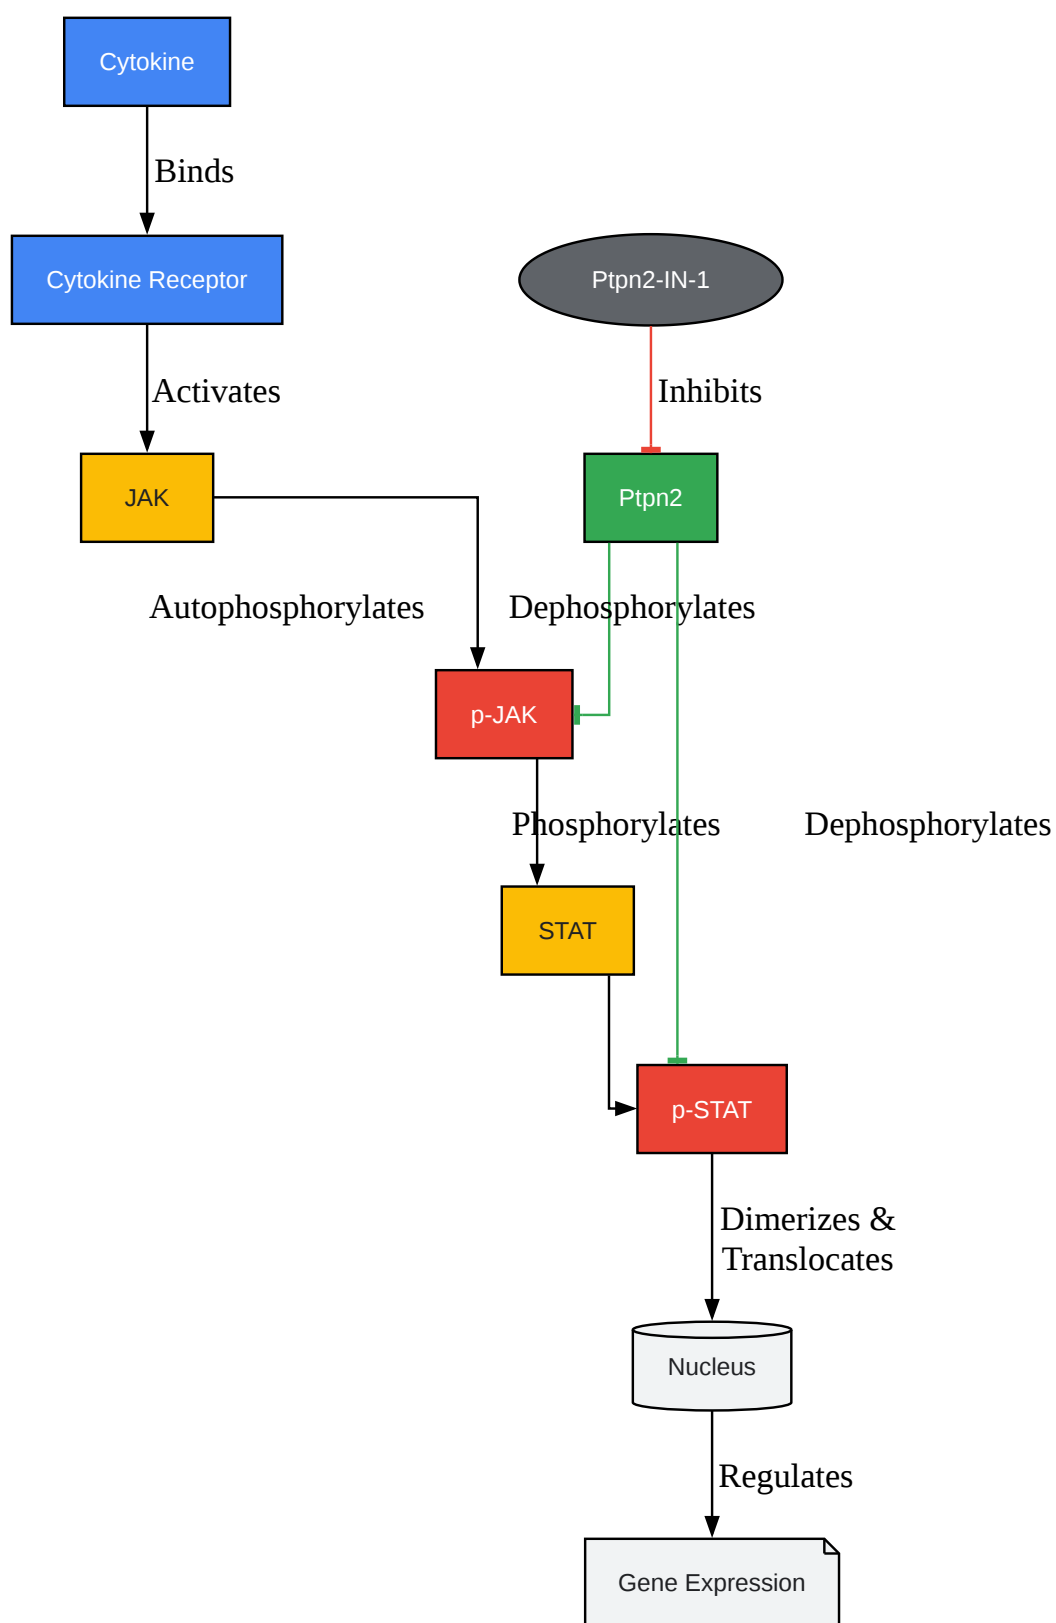 Cytokine
Binds
Cytokine Receptor
Ptpn2-IN-1
Activates
Inhibits
JAK
Ptpn2
Autophosphorylates
Dephosphorylates
p-JAK
Phosphorylates
Dephosphorylates
STAT
p-STAT
Dimerizes &
Translocates
Nucleus
Regulates
Gene Expression